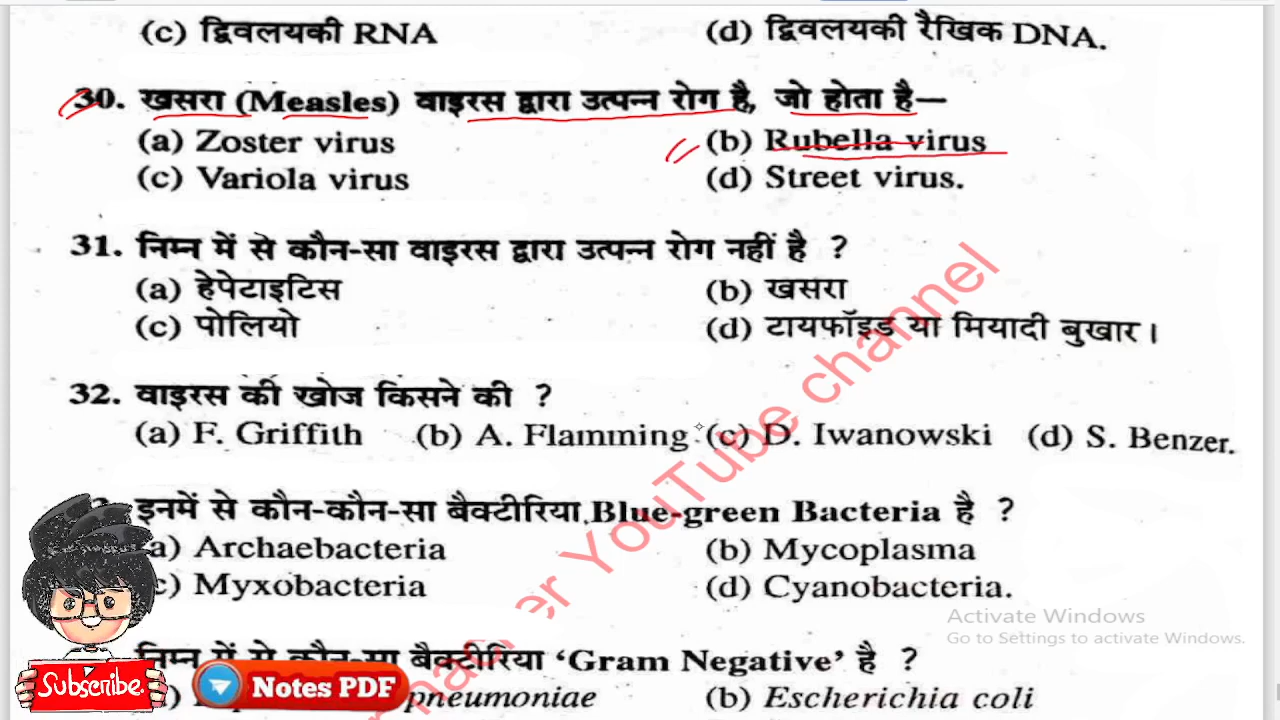 (c) द्विवलयकी RNA (d) द्विवलयकी रैखिक DNA.
30. खसरा (Measles) वाइरस द्वारा उत्पन्न रोग है, जो होता है—
(a) Zoster virus (b) Rubella virus
(c) Variola virus (d) Street virus.
31. निम्न में से कौन-सा वाइरस द्वारा उत्पन्न रोग नहीं है ?
(a) हेपेटाइटिस (b) खसरा
(c) पोलियो (d) टायफॉइड या मियादी बुखार।
32. वाइरस की खोज किसने की ?
(a) F. Griffith (b) A. Flamming (c) D. Iwanowski (d) S. Benzer.
इनमें से कौन-कौन-सा बैक्टीरिया Blue-green Bacteria है ?
a) Archaebacteria (b) Mycoplasma
c) Myxobacteria (d) Cyanobacteria.
निम्न में से कौन-सा बैक्टीरिया ‘Gram Negative’ है ?
pneumoniae (b) Escherichia coli
YouTube channel
Activate Windows
Go to Settings to activate Windows.
Subscribe.
Notes PDF